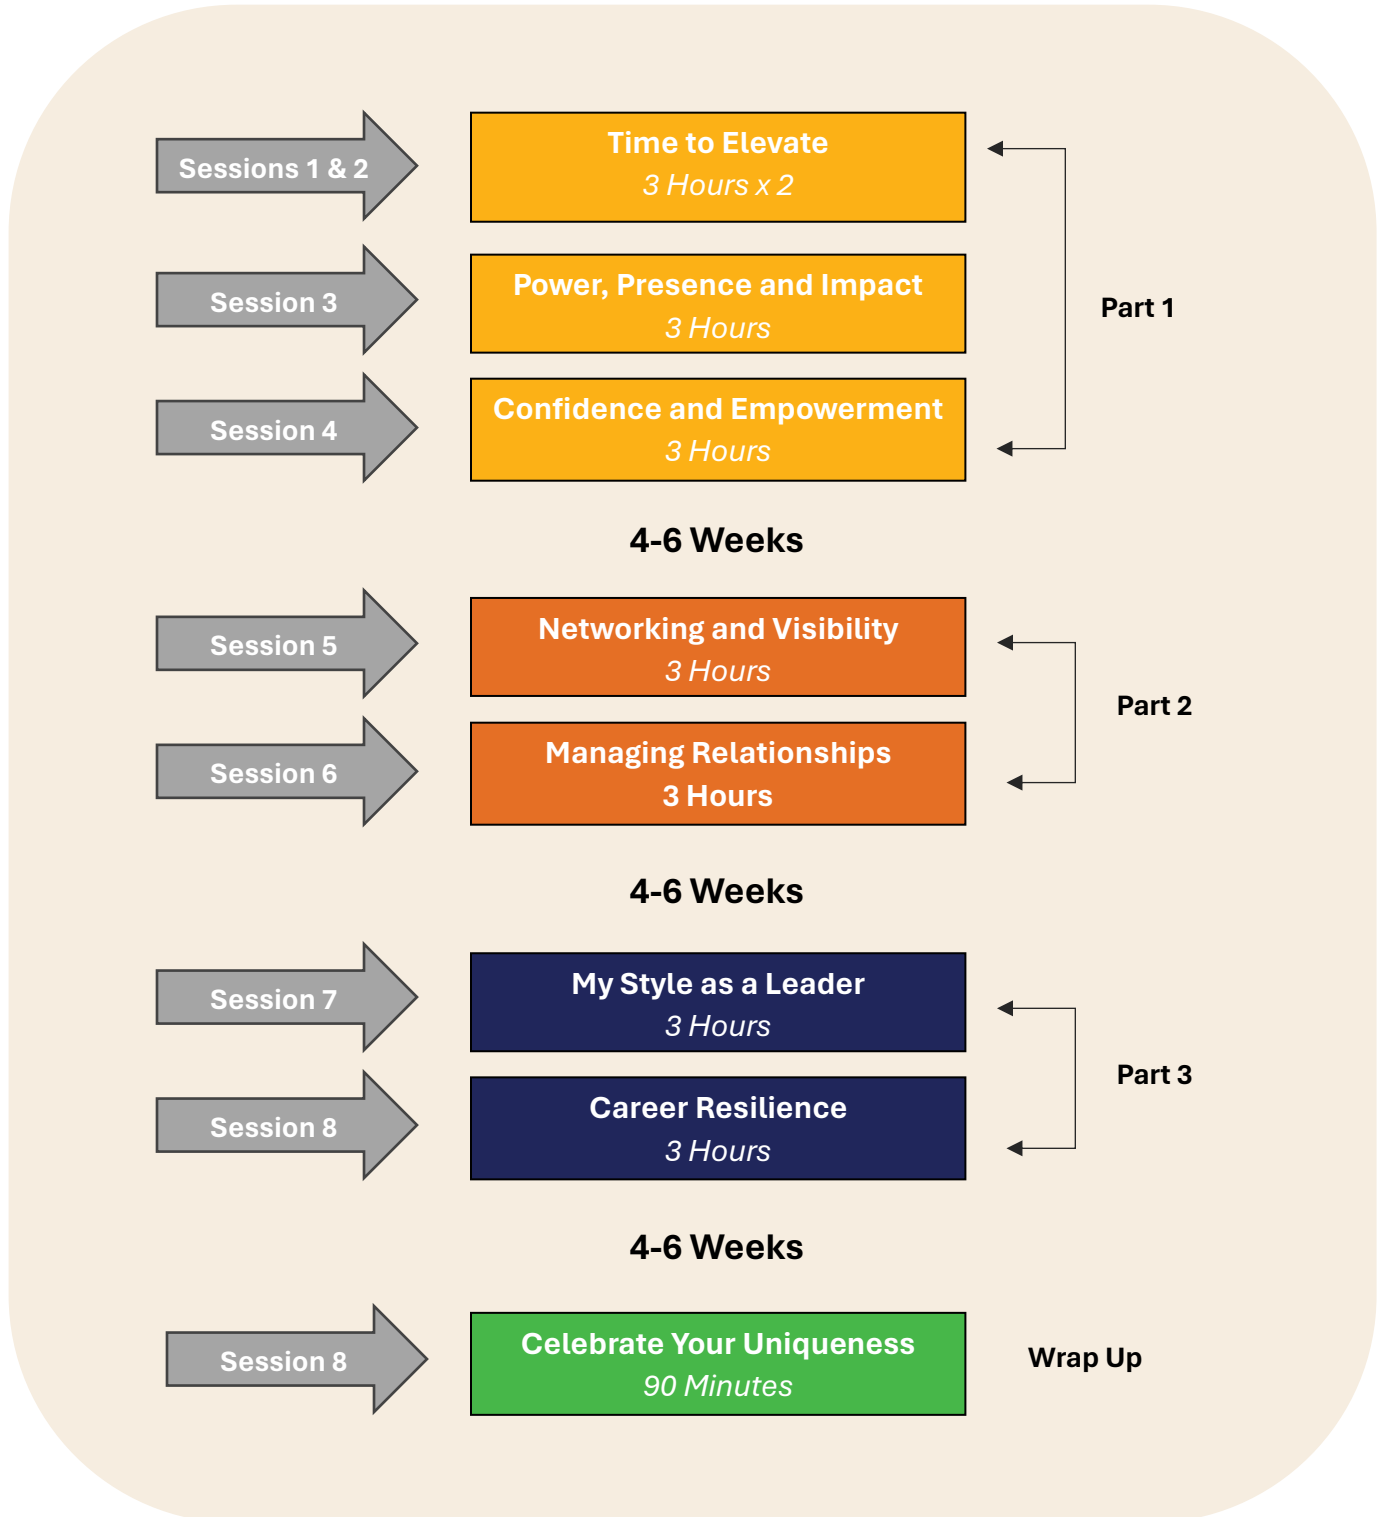 Sessions 1 & 2
Time to Elevate
3 Hours x 2
Session 3
Power, Presence and Impact
3 Hours
Part 1
Session 4
Confidence and Empowerment
3 Hours
4-6 Weeks
Session 5
Networking and Visibility
3 Hours
Part 2
Session 6
Managing Relationships
3 Hours
4-6 Weeks
Session 7
My Style as a Leader
3 Hours
Part 3
Session 8
Career Resilience
3 Hours
4-6 Weeks
Session 8
Celebrate Your Uniqueness
90 Minutes
Wrap Up